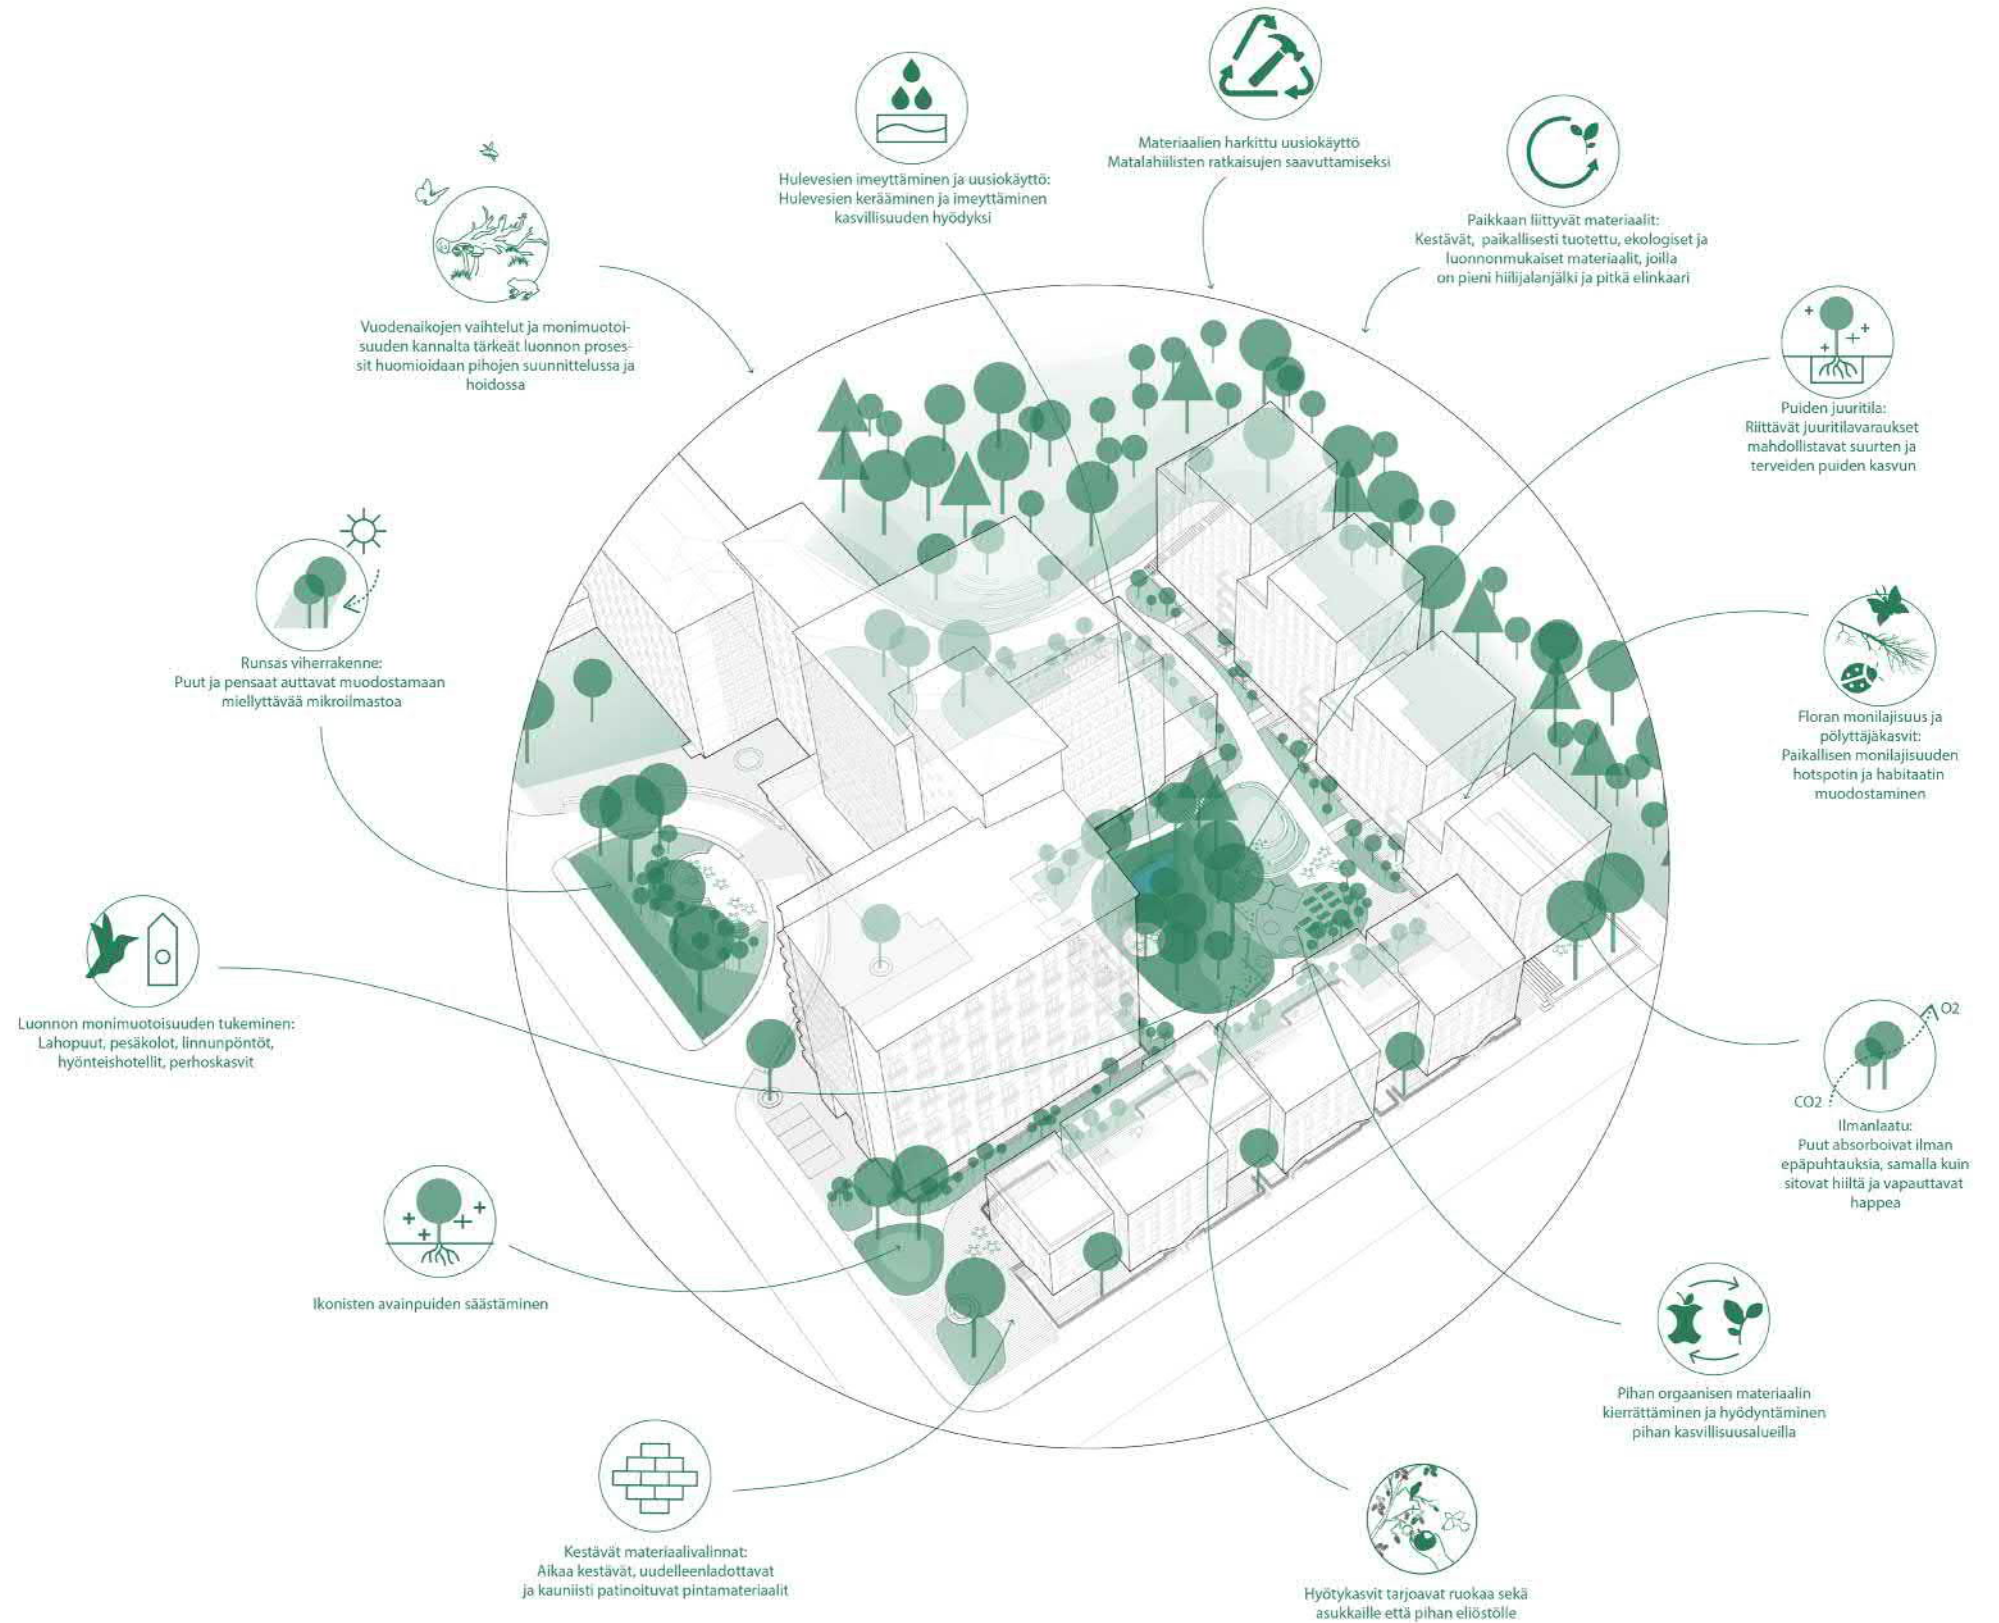 Materiaalien harkittu uusiokäyttö
Matalahiilisten ratkaisujen saavuttamiseksi
Hulevesien imeyttäminen ja uusiokäyttö:
Hulevesien kerääminen ja imeyttäminen
kasvillisuuden hyödyksi
Paikkaan liittyvät materiaalit:
Kestävät, paikallisesti tuotettu, ekologiset ja
luonnonmukaiset materiaalit, joilla
on pieni hiilijalanjälki ja pitkä elinkaari
Vuodenaikojen vaihtelut ja monimuotoi-
suuden kannalta tärkeät luonnon proses-
sit huomioidaan pihojen suunnittelussa ja
hoidossa
Puiden juuritila:
Riittävät juuritilavaraukset
mahdollistavat suurten ja
terveiden puiden kasvun
Runsas viherrakenne:
Puut ja pensaat auttavat muodostamaan
miellyttävää mikroilmastoa
Floran monilajisuus ja
pölyttäjäkasvit:
Paikallisen monilajisuuden
hotspotin ja habitaatin
muodostaminen
Luonnon monimuotoisuuden tukeminen:
Lahopuut, pesäkolot, linnunpöntöt,
hyönteishotellit, perhoskasvit
O2
CO2
Ilmanlaatu:
Puut absorboivat ilman
epäpuhtauksia, samalla kuin
sitovat hiiltä ja vapauttavat
happea
Ikonisten avainpuiden säästäminen
Pihan orgaanisen materiaalin
kierrättäminen ja hyödyntäminen
pihan kasvillisuusalueilla
Kestävät materiaalivalinnat:
Aikaa kestävät, uudelleenladottavat
ja kauniisti patinoituvat pintamateriaalit
Hyötykasvit tarjoavat ruokaa sekä
asukkaille että pihan eliöstölle